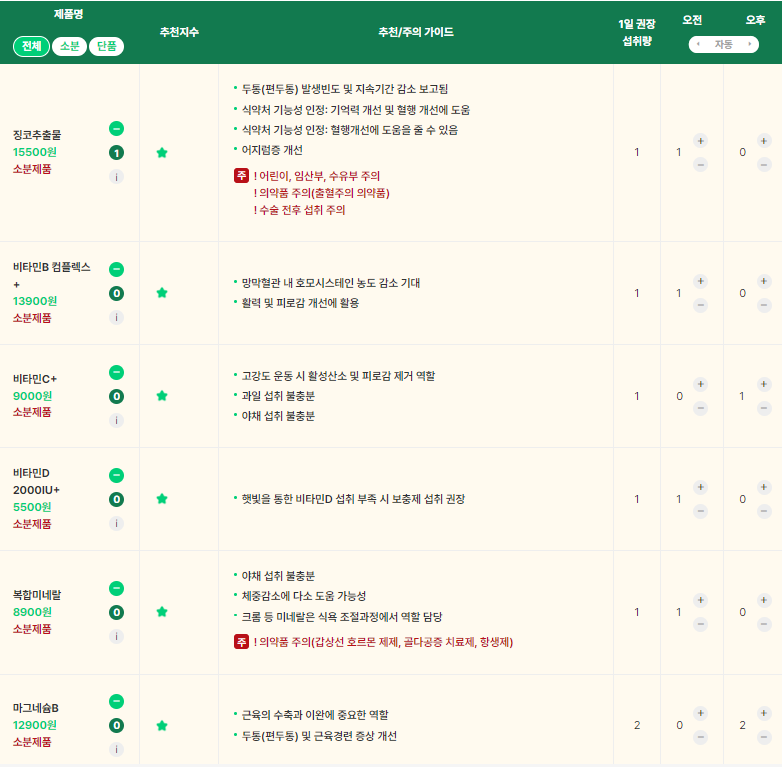 제품명
전체 소분 단품
추천지수
추천/주의 가이드
1일 권장
섭취량
오전
오후
자동
징코추출물
15500원
소분제품
−
1
i
• 두통(편두통) 발생빈도 및 지속기간 감소 보고됨
• 식약처 기능성 인정: 기억력 개선 및 혈행 개선에 도움
• 식약처 기능성 인정: 혈행개선에 도움을 줄 수 있음
• 어지럼증 개선
주 ! 어린이, 임산부, 수유부 주의
! 의약품 주의(출혈주의 의약품)
! 수술 전후 섭취 주의
1
1 + −
0 + −
비타민B 컴플렉스
+
13900원
소분제품
−
0
i
• 망막혈관 내 호모시스테인 농도 감소 기대
• 활력 및 피로감 개선에 활용
1
1 + −
0 + −
비타민C+
9000원
소분제품
−
0
i
• 고강도 운동 시 활성산소 및 피로감 제거 역할
• 과일 섭취 불충분
• 야채 섭취 불충분
1
0 + −
1 + −
비타민D
2000IU+
5500원
소분제품
−
0
i
• 햇빛을 통한 비타민D 섭취 부족 시 보충제 섭취 권장
1
1 + −
0 + −
복합미네랄
8900원
소분제품
−
0
i
• 야채 섭취 불충분
• 체중감소에 다소 도움 가능성
• 크롬 등 미네랄은 식욕 조절과정에서 역할 담당
주 ! 의약품 주의(갑상선 호르몬 제제, 골다공증 치료제, 항생제)
1
1 + −
0 + −
마그네슘B
12900원
소분제품
−
0
i
• 근육의 수축과 이완에 중요한 역할
• 두통(편두통) 및 근육경련 증상 개선
2
0 + −
2 + −